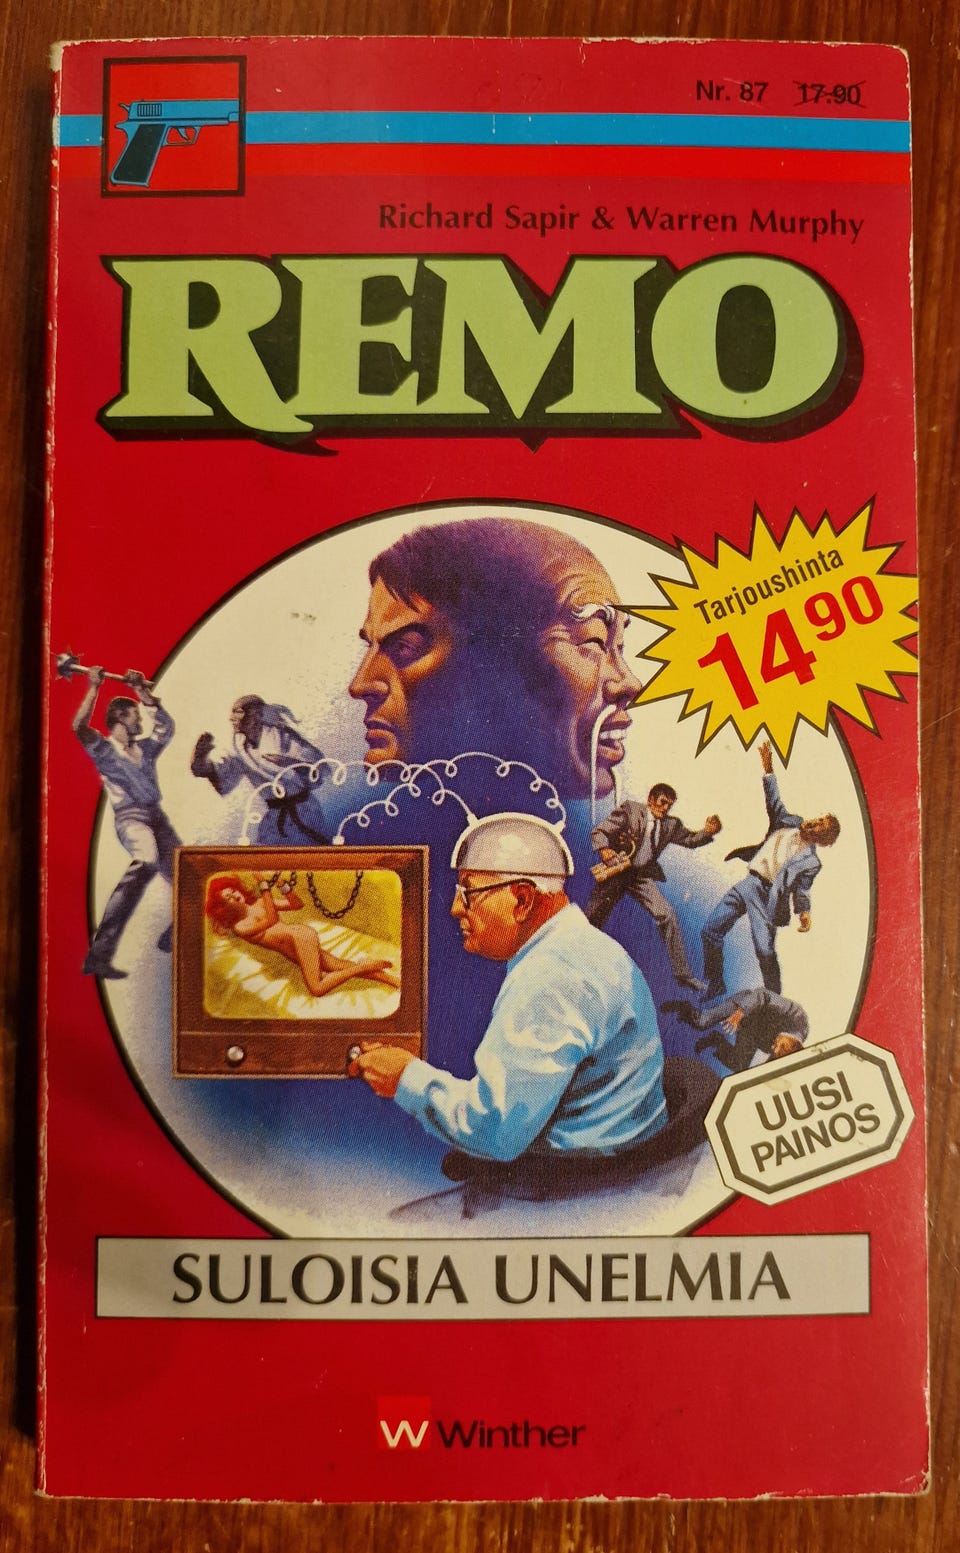 Nr. 87 17.90
Richard Sapir & Warren Murphy
REMO
Tarjoushinta
14 90
UUSI
PAINOS
SULOISIA UNELMIA
W Winther